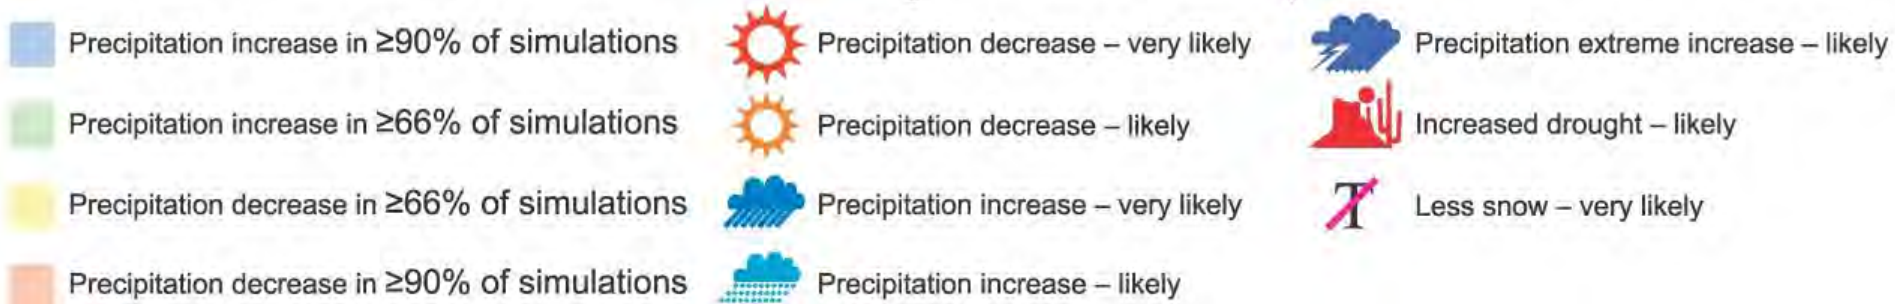 Precipitation increase in ≥90% of simulations
Precipitation increase in ≥66% of simulations
Precipitation decrease in ≥66% of simulations
Precipitation decrease in ≥90% of simulations
Precipitation decrease – very likely
Precipitation decrease – likely
Precipitation increase – very likely
Precipitation increase – likely
Precipitation extreme increase – likely
Increased drought – likely
T Less snow – very likely